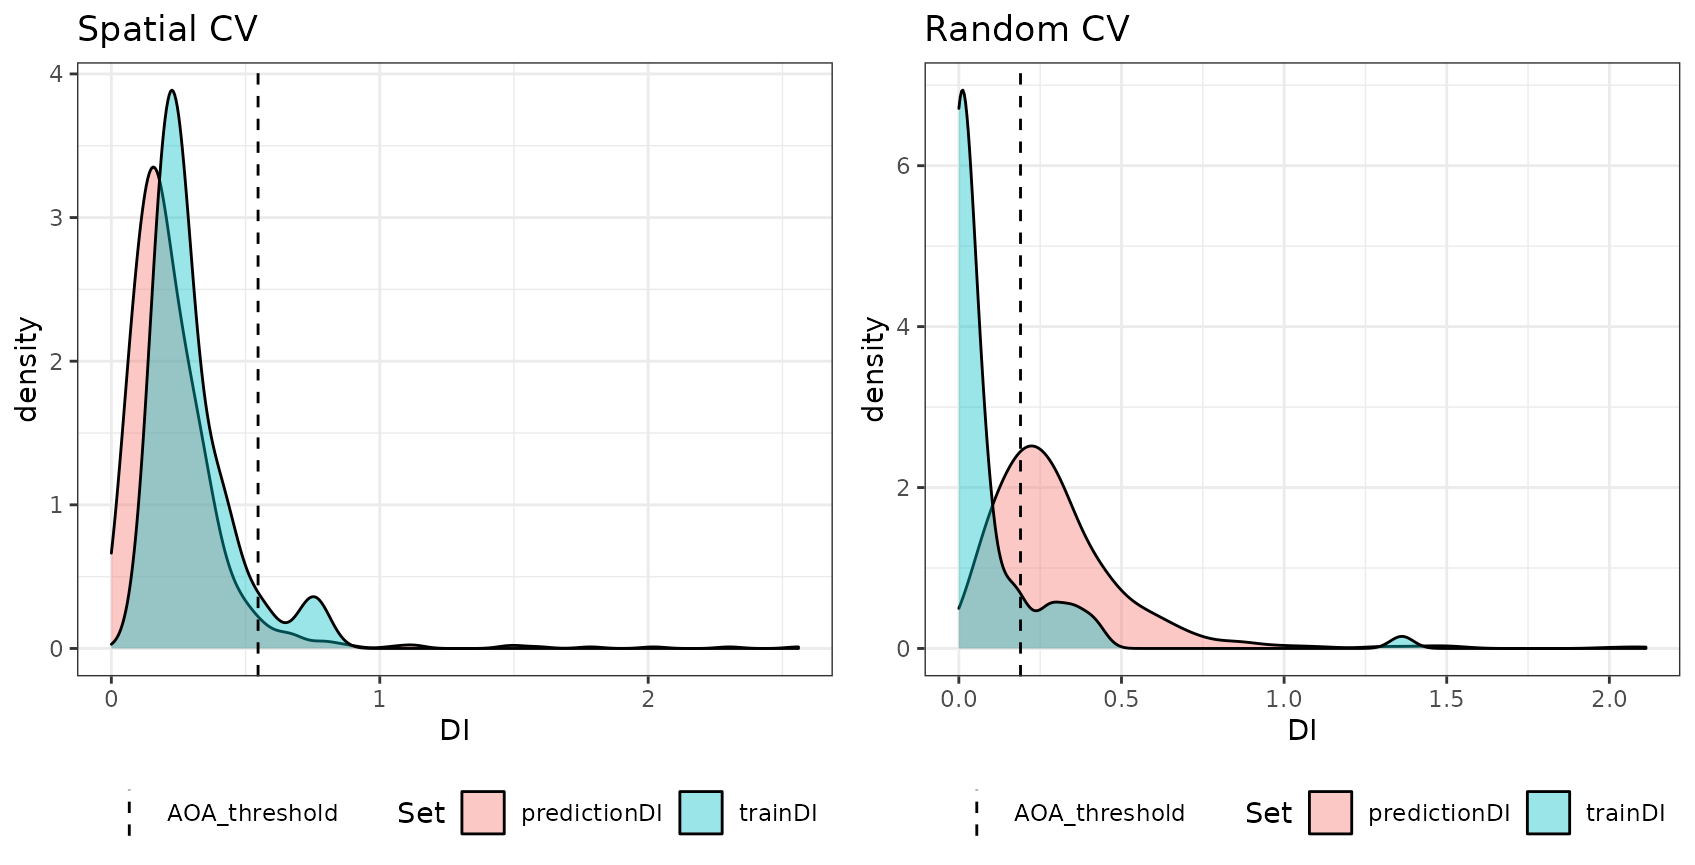 Spatial CV
4
3
2
1
0
density
0
1
2
DI
AOA_threshold
Set
predictionDI
trainDI
Random CV
6
4
2
0
density
0.0
0.5
1.0
1.5
2.0
DI
AOA_threshold
Set
predictionDI
trainDI